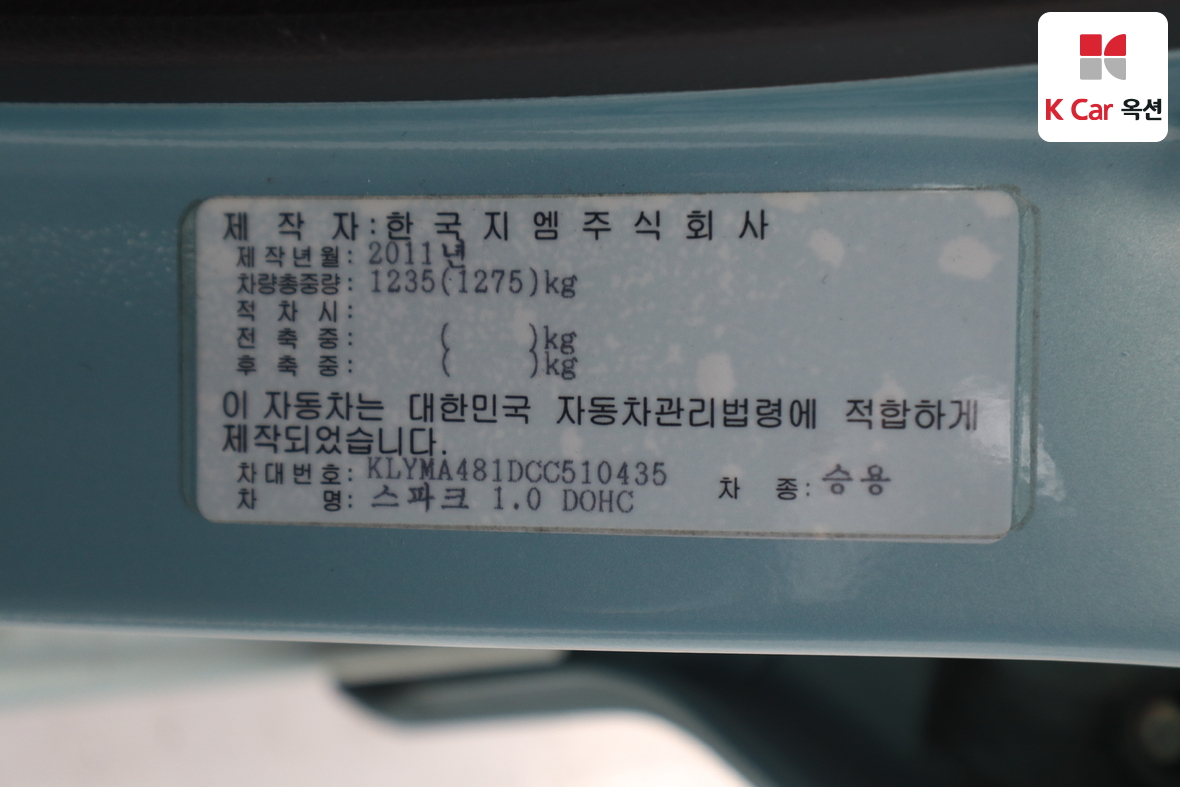 K Car 옥션
제 작 자:한 국 지 엠 주 식 회 사
제작년월: 2011년
차량총중량: 1235(1275)kg
적 차 시:
전 축 중: ( )kg
후 축 중: ( )kg
이 자동차는 대한민국 자동차관리법령에 적합하게
제작되었습니다.
차대번호: KLYMA481DCC510435 차 종: 승용
차 명: 스파크 1.0 DOHC